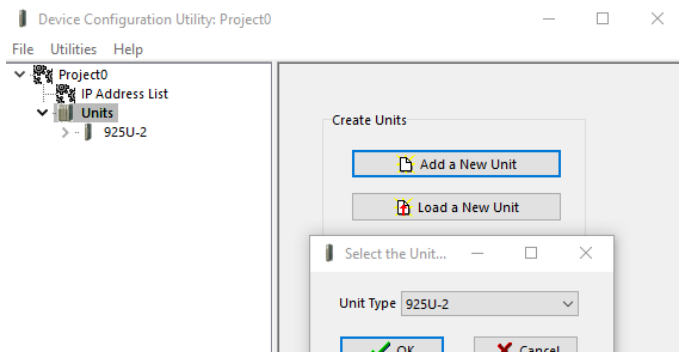 Device Configuration Utility: Project0
File Utilities Help
Project0
IP Address List
Units
925U-2
Create Units
Add a New Unit
Load a New Unit
Select the Unit...
Unit Type 925U-2
OK Cancel